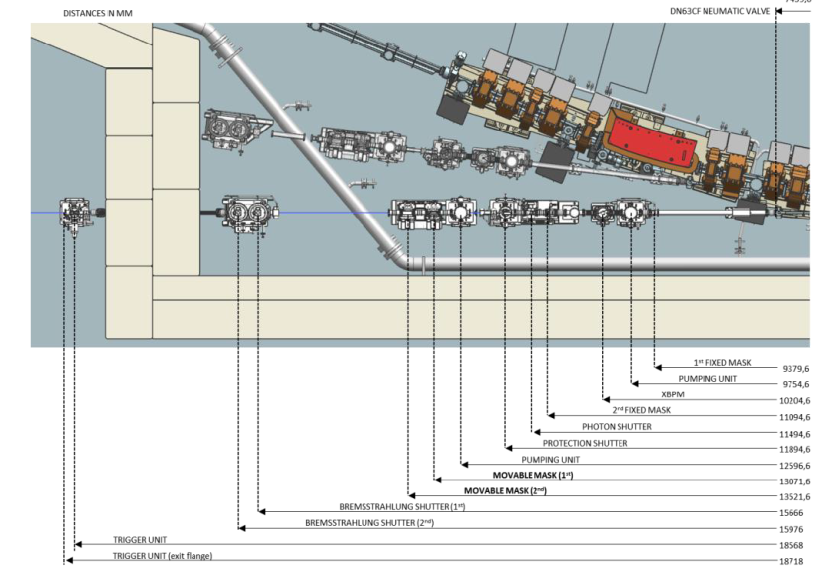 DISTANCES IN MM
DN63CF NEUMATIC VALVE
1st FIXED MASK 9379,6
PUMPING UNIT 9754,6
XBPM 10204,6
2nd FIXED MASK 11094,6
PHOTON SHUTTER 11494,6
PROTECTION SHUTTER 11894,6
PUMPING UNIT 12596,6
MOVABLE MASK (1st) 13071,6
MOVABLE MASK (2nd) 13521,6
BREMSSTRAHLUNG SHUTTER (1st) 15666
BREMSSTRAHLUNG SHUTTER (2nd) 15976
TRIGGER UNIT 18568
TRIGGER UNIT (exit flange) 18718